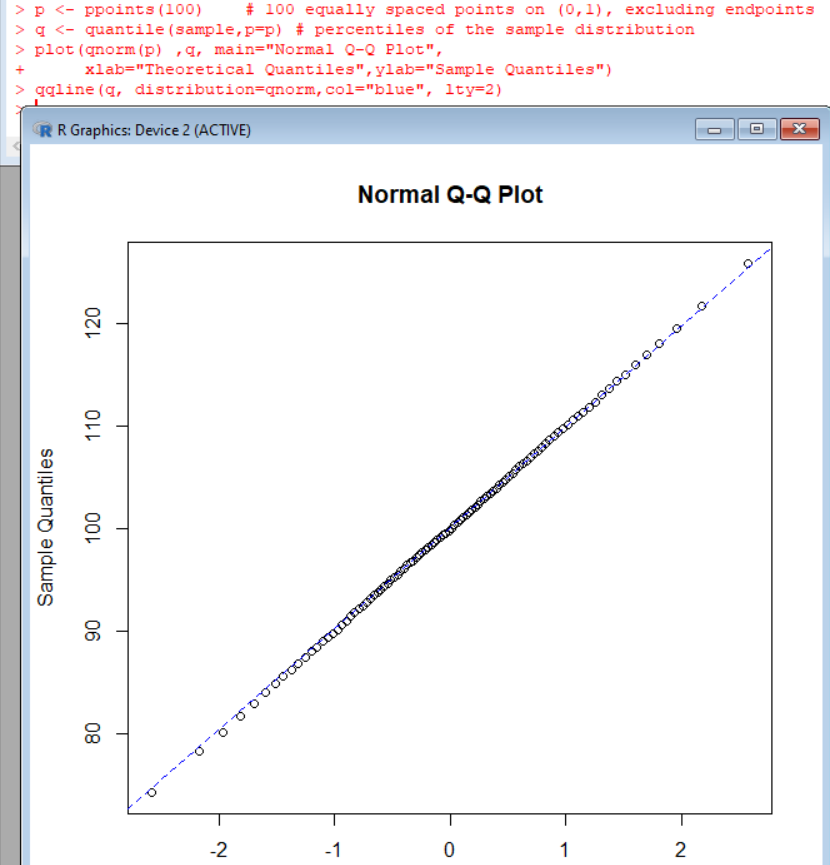 > p <- ppoints(100)    # 100 equally spaced points on (0,1), excluding endpoints
> q <- quantile(sample,p=p) # percentiles of the sample distribution
> plot(qnorm(p) ,q, main="Normal Q-Q Plot",
+      xlab="Theoretical Quantiles",ylab="Sample Quantiles")
> qqline(q, distribution=qnorm,col="blue", lty=2)
>
R R Graphics: Device 2 (ACTIVE)
Normal Q-Q Plot
Sample Quantiles
120
110
100
90
80
-2 -1 0 1 2